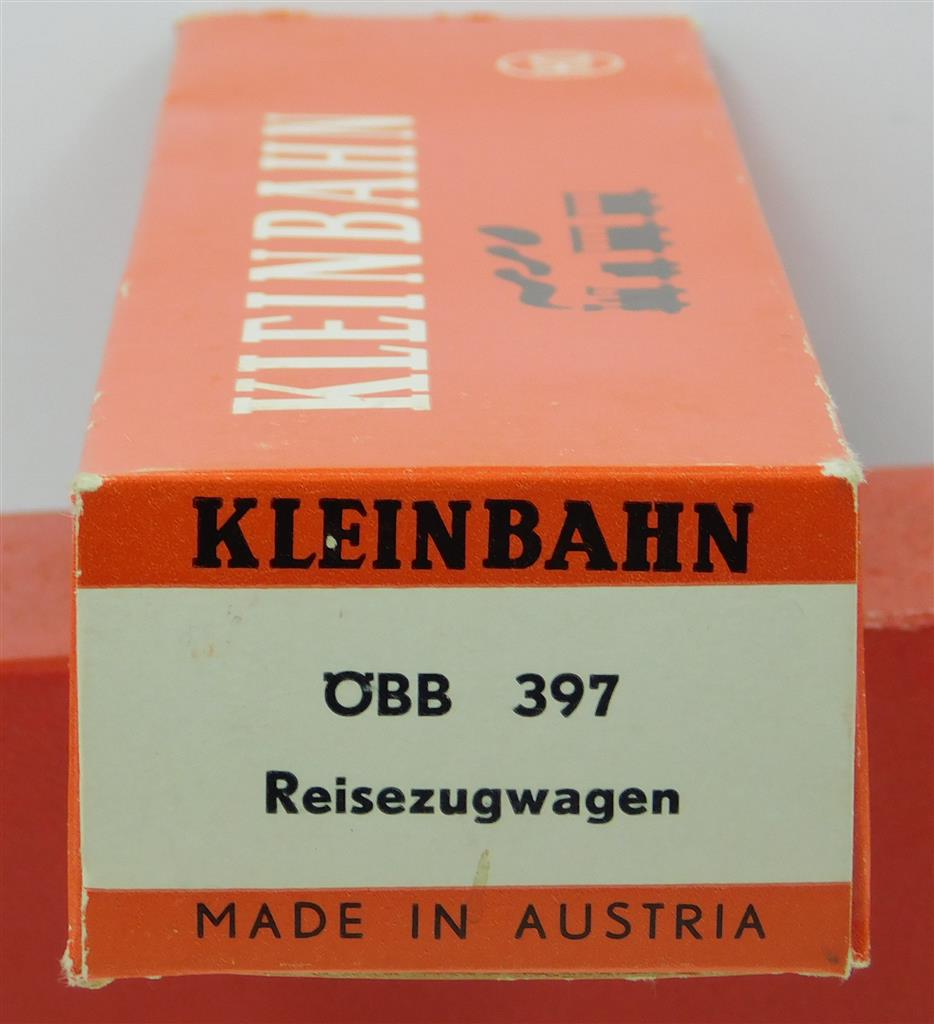 KLEINBAHN
KLEINBAHN
ÖBB 397
Reisezugwagen
MADE IN AUSTRIA